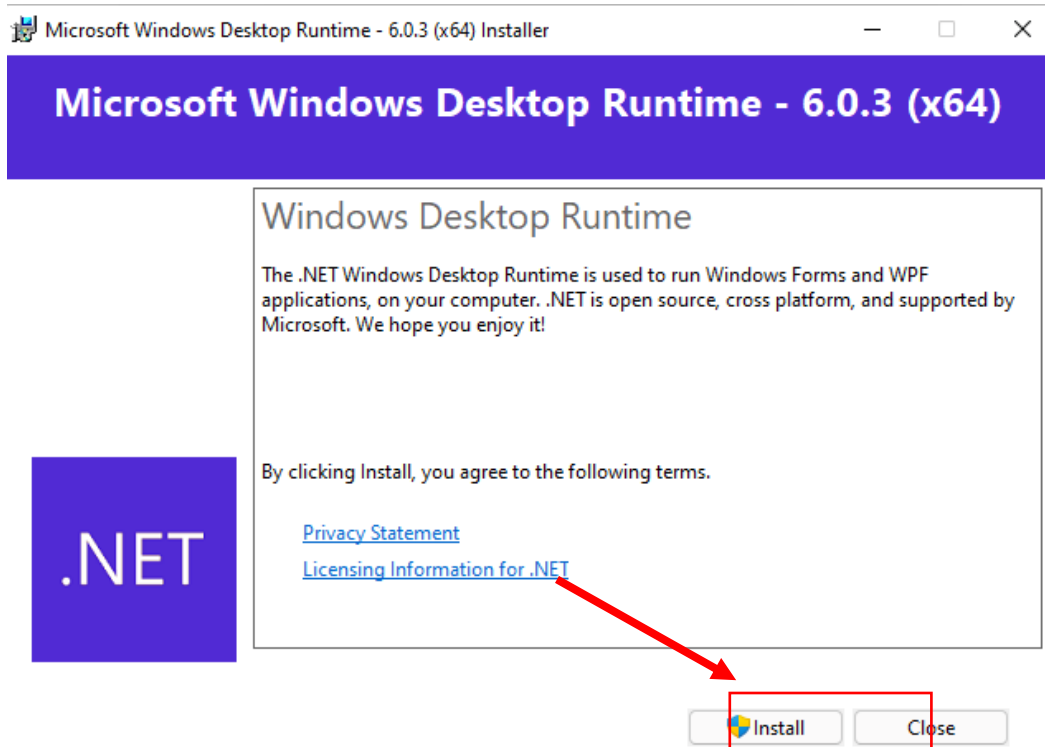 Microsoft Windows Desktop Runtime - 6.0.3 (x64) Installer
Microsoft Windows Desktop Runtime - 6.0.3 (x64)
Windows Desktop Runtime
The .NET Windows Desktop Runtime is used to run Windows Forms and WPF
applications, on your computer. .NET is open source, cross platform, and supported by
Microsoft. We hope you enjoy it!
By clicking Install, you agree to the following terms.
Privacy Statement
Licensing Information for .NET
.NET
Install
Close